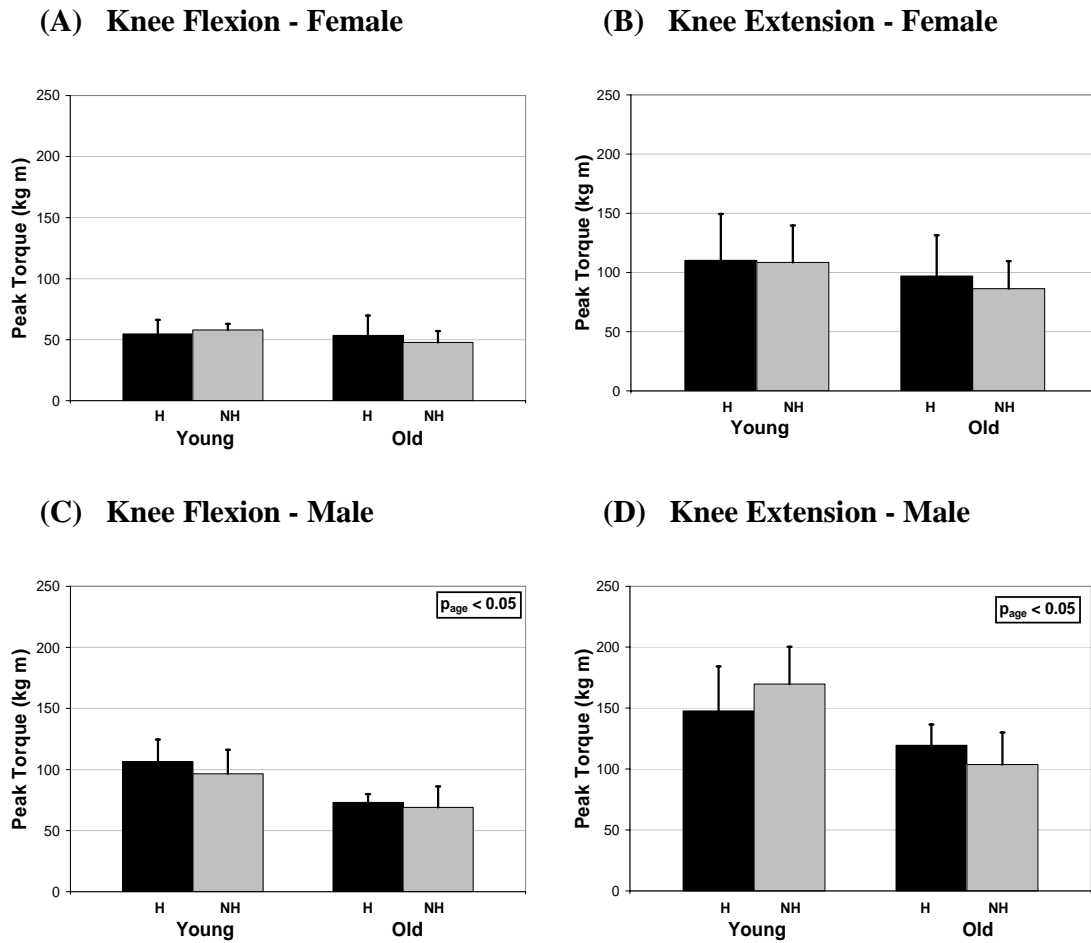 (A) Knee Flexion - Female
250
200
150
100
50
0
Peak Torque (kg m)
H NH H NH
Young Old
(B) Knee Extension - Female
250
200
150
100
50
0
Peak Torque (kg m)
H NH H NH
Young Old
(C) Knee Flexion - Male
250
200
150
100
50
0
Peak Torque (kg m)
p_age < 0.05
H NH H NH
Young Old
(D) Knee Extension - Male
250
200
150
100
50
0
Peak Torque (kg m)
p_age < 0.05
H NH H NH
Young Old